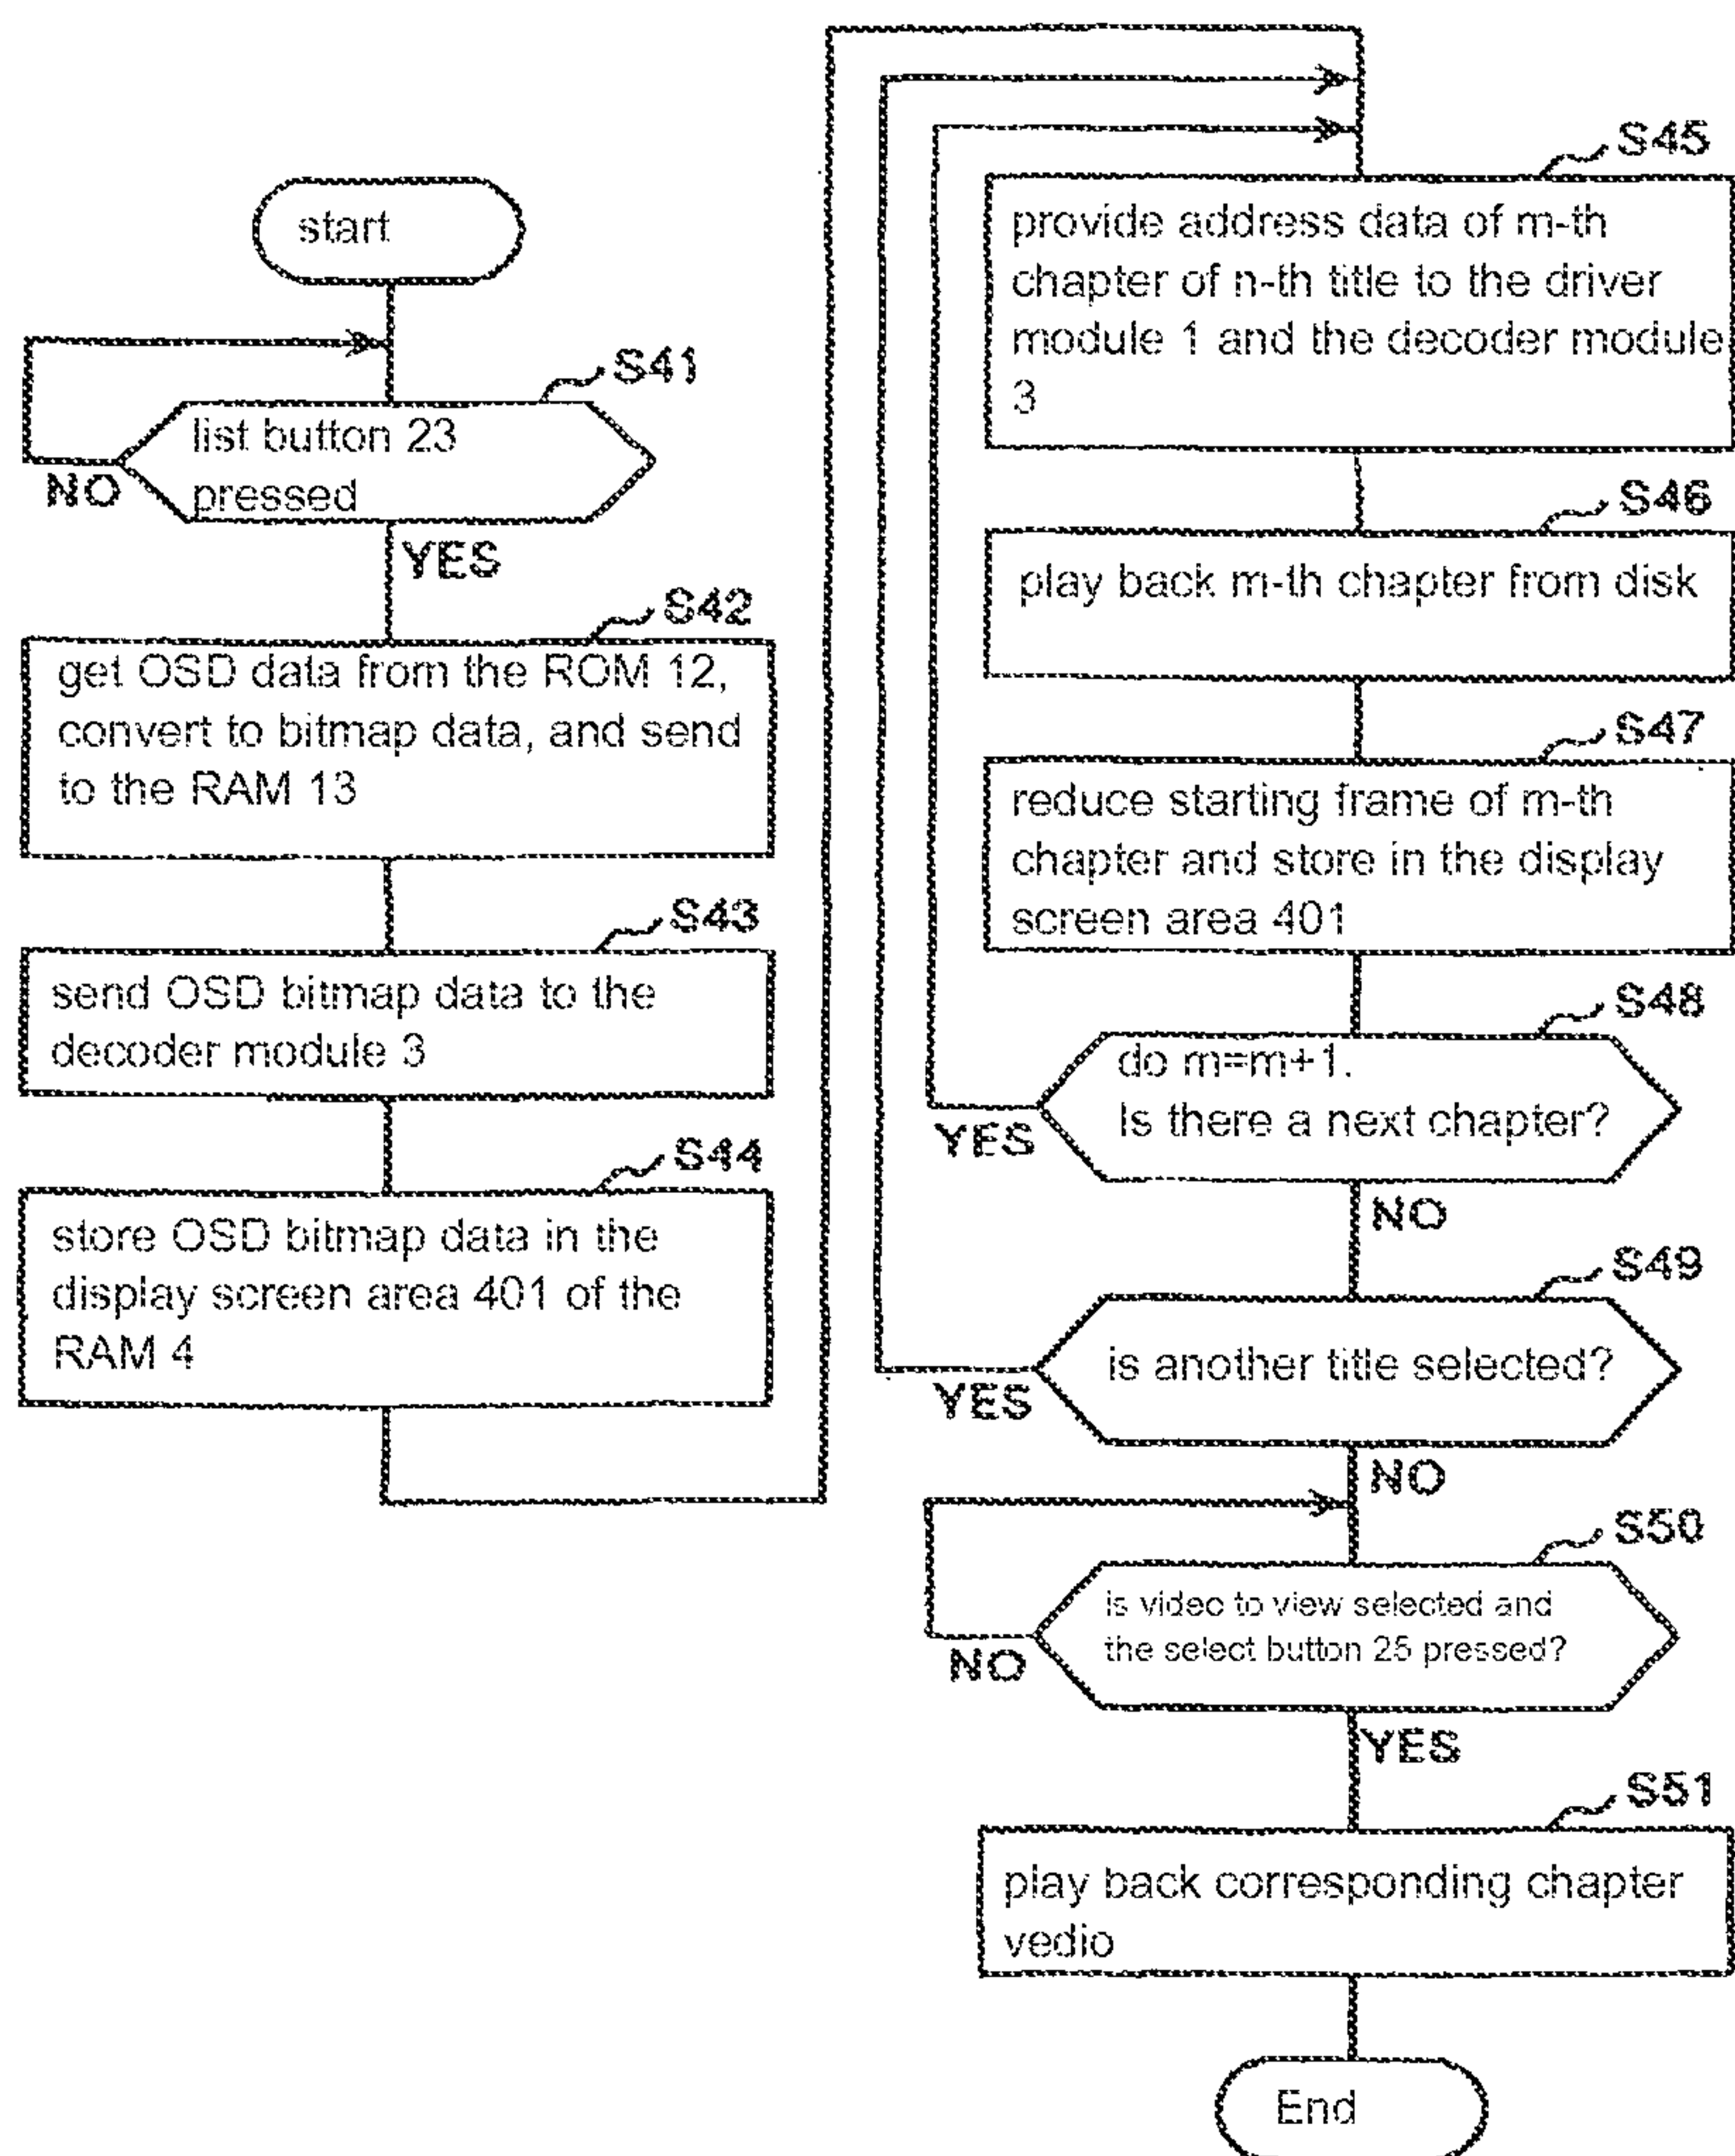 start
S41
list button 23
pressed
NO
YES
S42
get OSD data from the ROM 12,
convert to bitmap data, and send
to the RAM 13
S43
send OSD bitmap data to the
decoder module 3
S44
store OSD bitmap data in the
display screen area 401 of the
RAM 4
S45
provide address data of m-th
chapter of n-th title to the driver
module 1 and the decoder module
3
S46
play back m-th chapter from disk
S47
reduce starting frame of m-th
chapter and store in the display
screen area 401
S48
do m=m+1.
Is there a next chapter?
YES
NO
S49
is another title selected?
YES
NO
S50
is video to view selected and
the select button 25 pressed?
NO
YES
S51
play back corresponding chapter
vedio
End